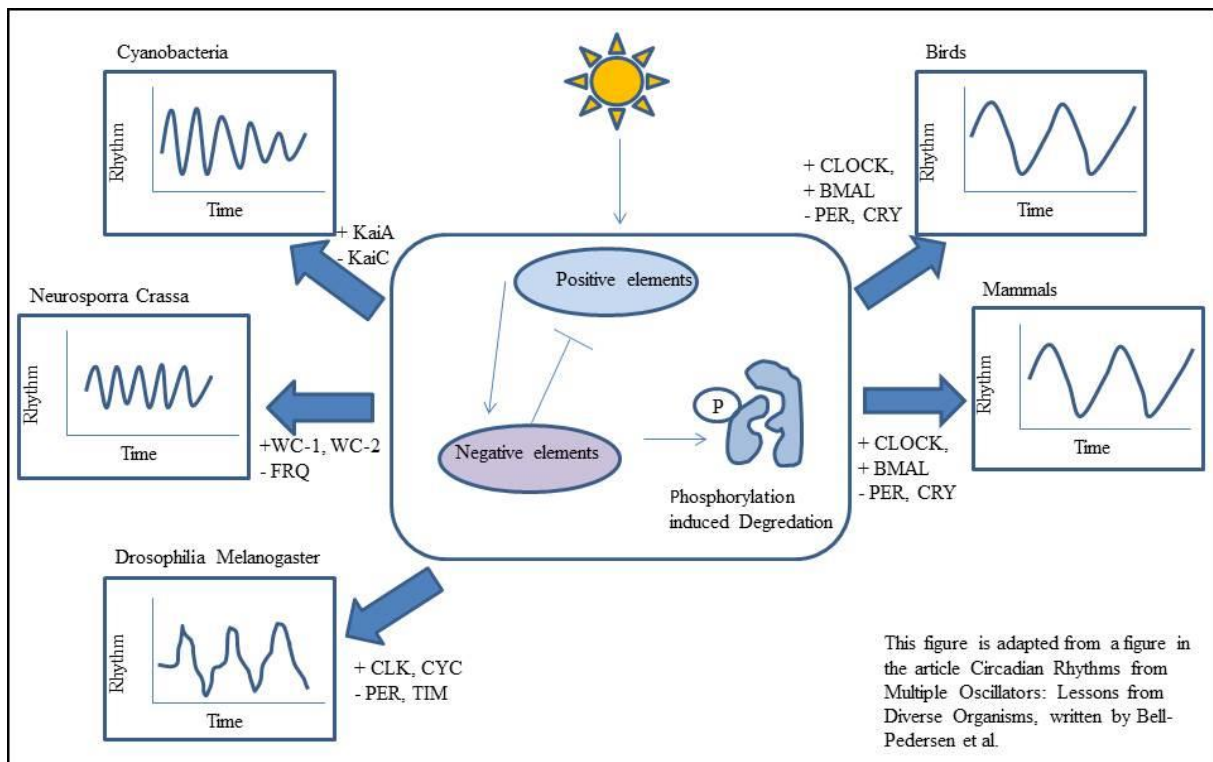 Cyanobacteria
Rhythm
Time
+ KaiA
- KaiC
Neurosporra Crassa
Rhythm
Time
+WC-1, WC-2
- FRQ
Drosophilia Melanogaster
Rhythm
Time
+ CLK, CYC
- PER, TIM
Positive elements
Negative elements
P
Phosphorylation
induced Degredation
Birds
Rhythm
Time
+ CLOCK,
+ BMAL
- PER, CRY
Mammals
Rhythm
Time
+ CLOCK,
+ BMAL
- PER, CRY
This figure is adapted from a figure in
the article Circadian Rhythms from
Multiple Oscillators: Lessons from
Diverse Organisms, written by Bell-
Pedersen et al.